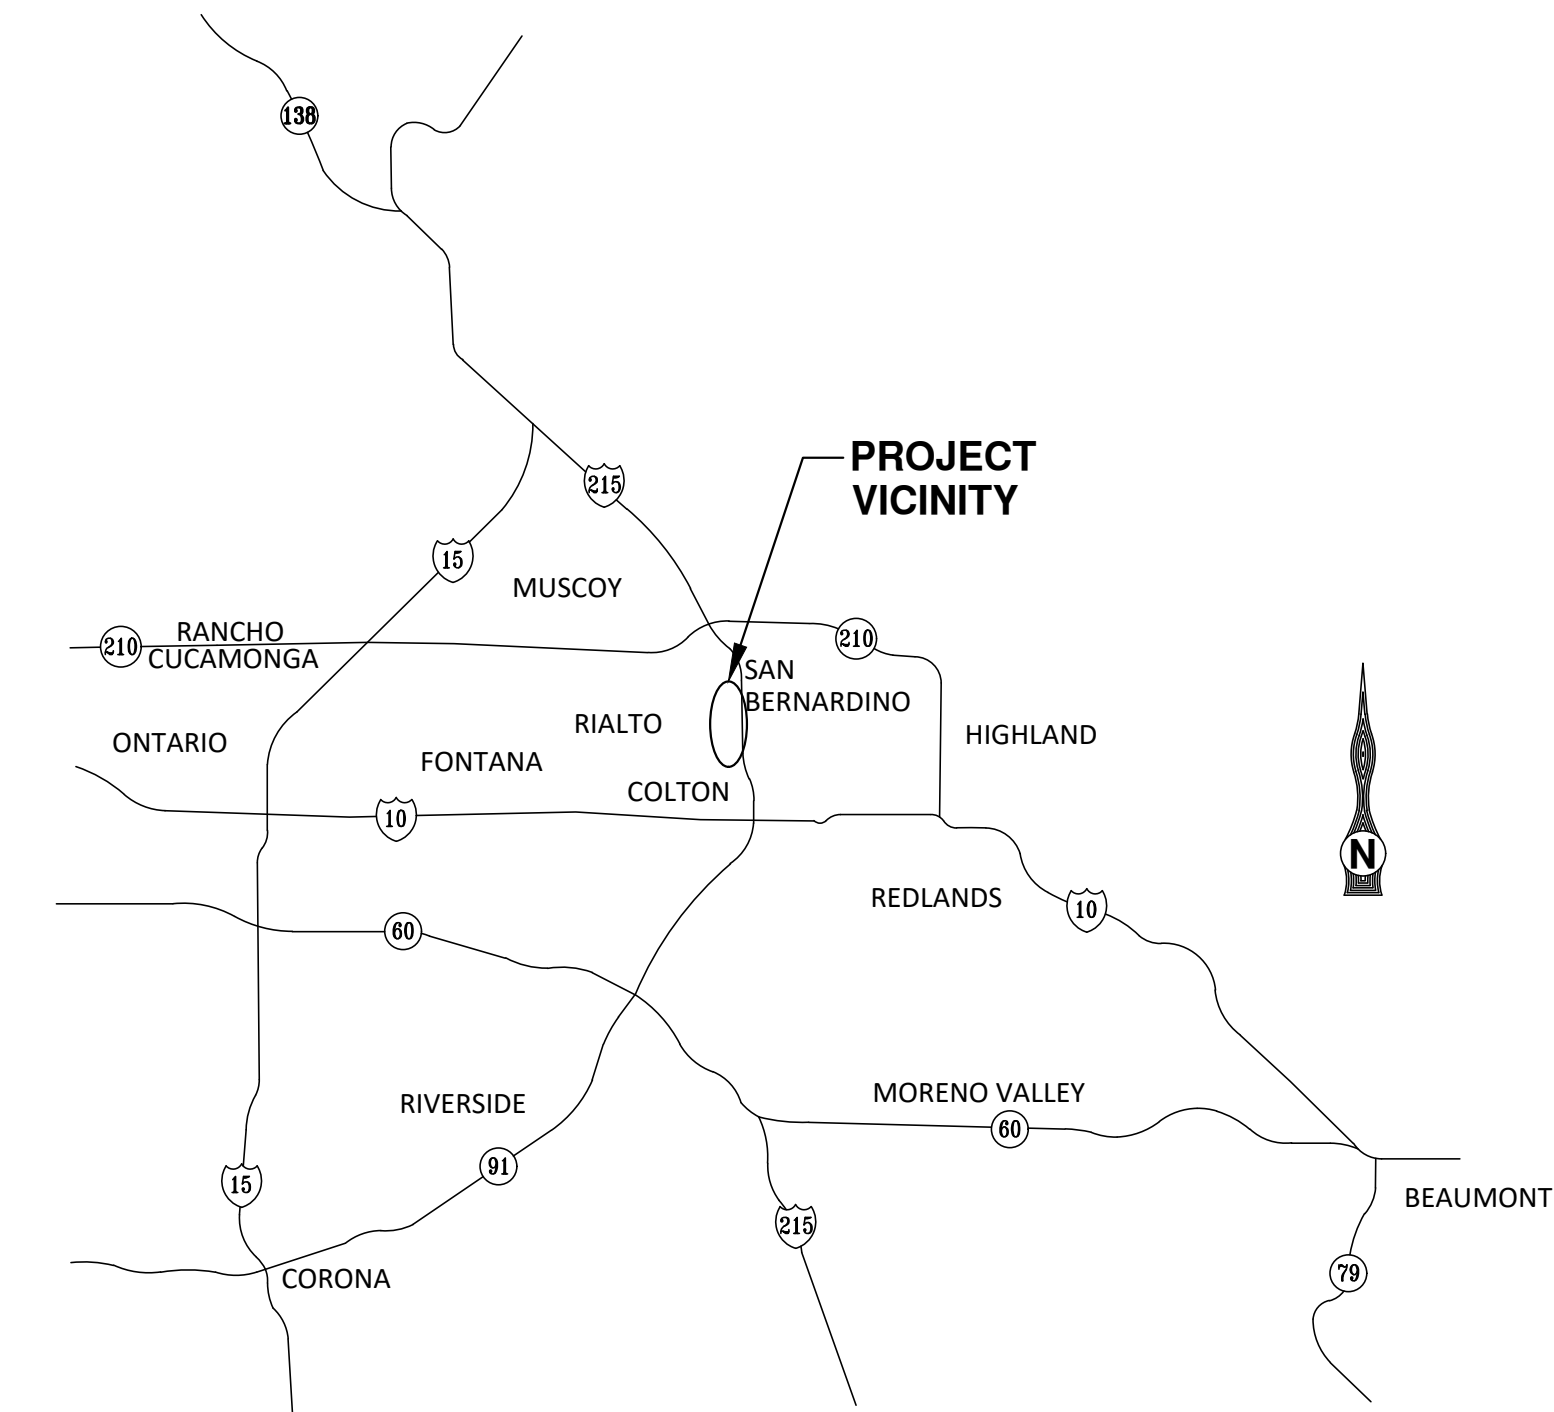 138
PROJECT
VICINITY
215
15
MUSCOY
210
RANCHO
CUCAMONGA
210
SAN
BERNARDINO
RIALTO
HIGHLAND
ONTARIO
FONTANA
COLTON
10
N
REDLANDS
10
60
MORENO VALLEY
RIVERSIDE
60
91
15
BEAUMONT
215
79
CORONA